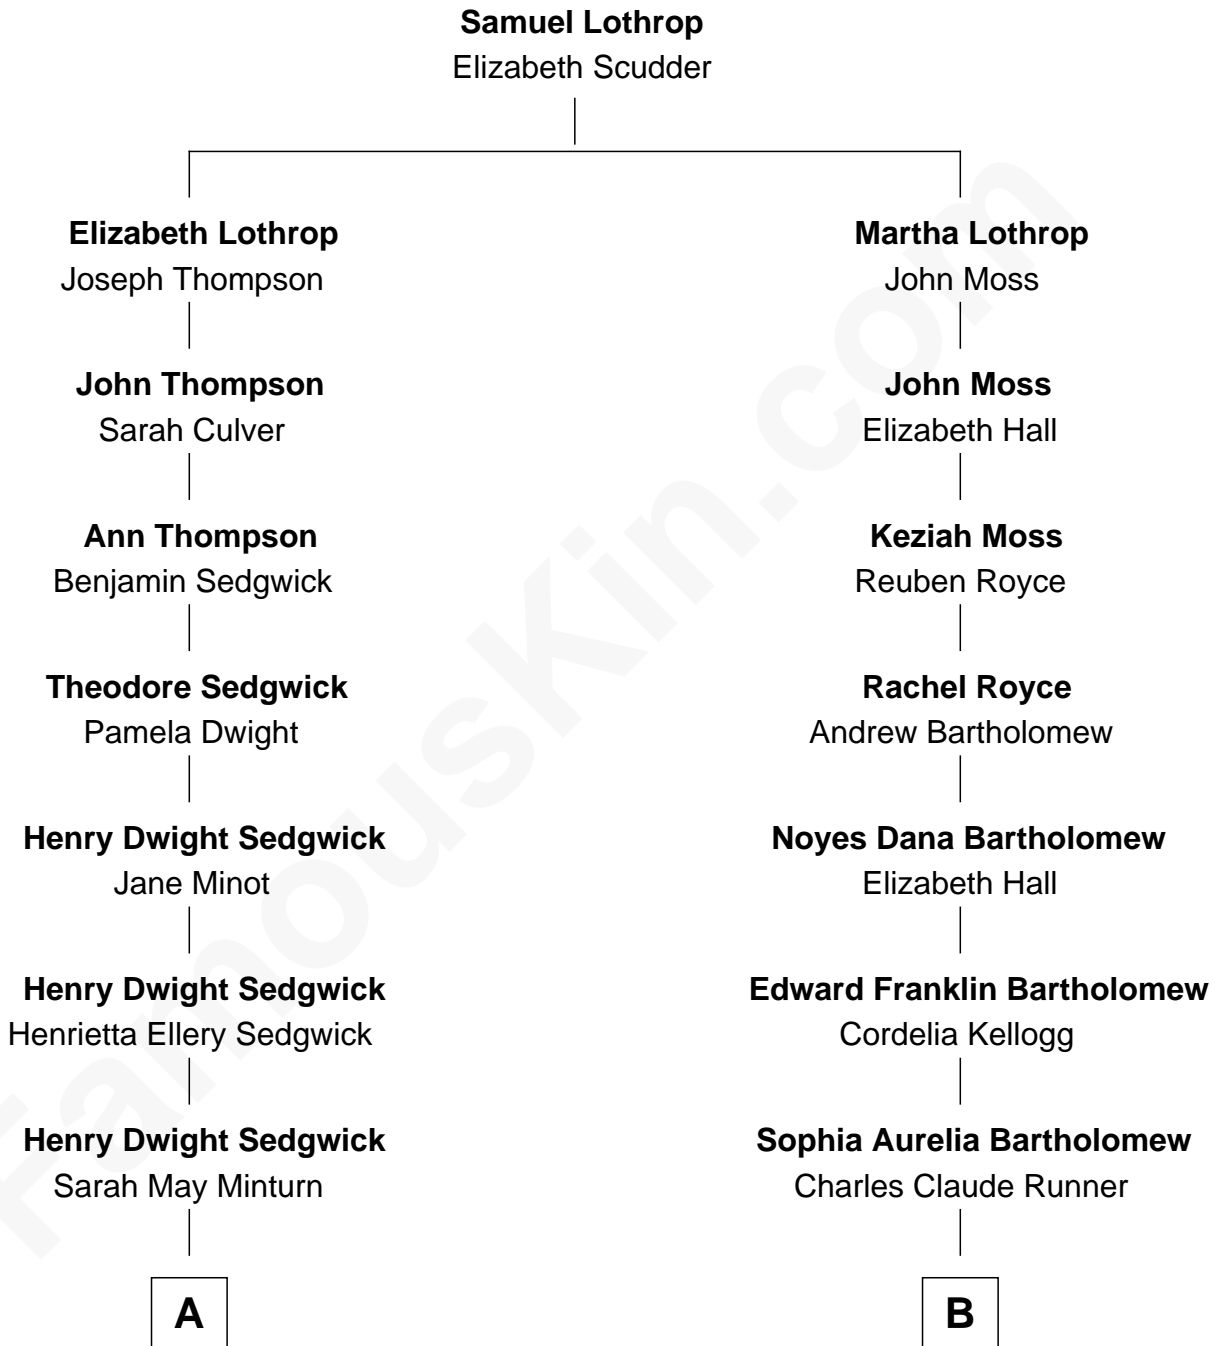 Samuel Lothrop
Elizabeth Scudder
Elizabeth Lothrop
Joseph Thompson
Martha Lothrop
John Moss
John Thompson
Sarah Culver
John Moss
Elizabeth Hall
Ann Thompson
Benjamin Sedgwick
Keziah Moss
Reuben Royce
Theodore Sedgwick
Pamela Dwight
Rachel Royce
Andrew Bartholomew
Henry Dwight Sedgwick
Jane Minot
Noyes Dana Bartholomew
Elizabeth Hall
Henry Dwight Sedgwick
Henrietta Ellery Sedgwick
Edward Franklin Bartholomew
Cordelia Kellogg
Henry Dwight Sedgwick
Sarah May Minturn
Sophia Aurelia Bartholomew
Charles Claude Runner
A
B
FamousKin.com